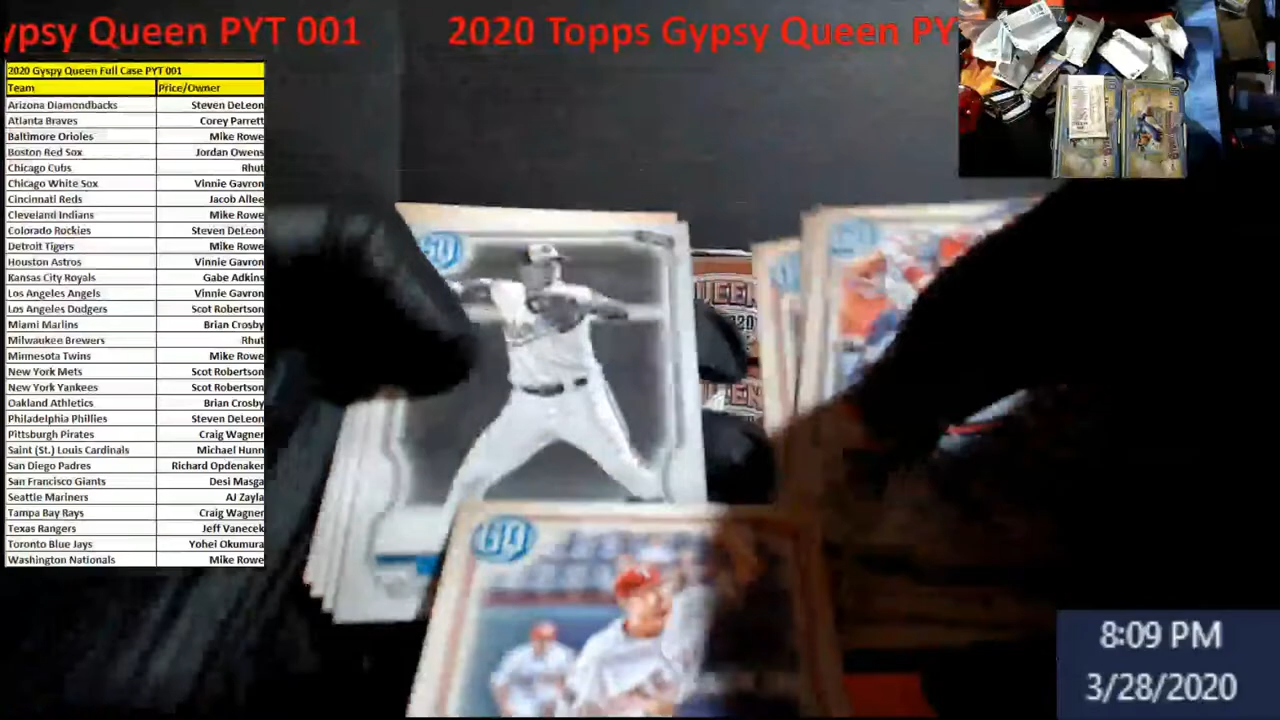 ypsy Queen PYT 001 2020 Topps Gypsy Queen PY
2020 Gyspy Queen Full Case PYT 001
Team Price/Owner
Arizona Diamondbacks Steven DeLeon
Atlanta Braves Corey Parrett
Baltimore Orioles Mike Rowe
Boston Red Sox Jordan Owens
Chicago Cubs Rhut
Chicago White Sox Vinnie Gavron
Cincinnati Reds Jacob Allee
Cleveland Indians Mike Rowe
Colorado Rockies Steven DeLeon
Detroit Tigers Mike Rowe
Houston Astros Vinnie Gavron
Kansas City Royals Gabe Adkins
Los Angeles Angels Vinnie Gavron
Los Angeles Dodgers Scot Robertson
Miami Marlins Brian Crosby
Milwaukee Brewers Rhut
Minnesota Twins Mike Rowe
New York Mets Scot Robertson
New York Yankees Scot Robertson
Oakland Athletics Brian Crosby
Philadelphia Phillies Steven DeLeon
Pittsburgh Pirates Craig Wagner
Saint (St.) Louis Cardinals Michael Hunn
San Diego Padres Richard Opdenaker
San Francisco Giants Desi Masga
Seattle Mariners AJ Zayla
Tampa Bay Rays Craig Wagner
Texas Rangers Jeff Vanecek
Toronto Blue Jays Yohei Okumura
Washington Nationals Mike Rowe
GQ
8:09 PM
3/28/2020